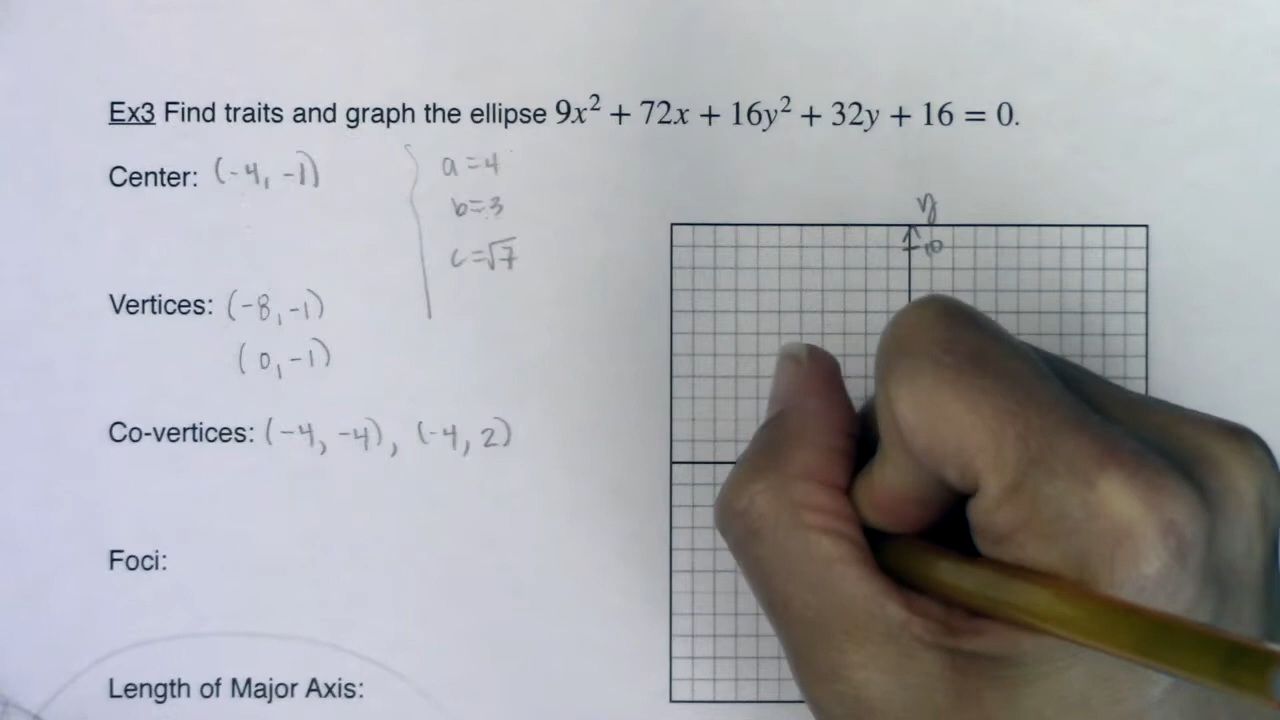 Ex3 Find traits and graph the ellipse 9x² + 72x + 16y² + 32y + 16 = 0.
Center: (-4, -1)
a=4
b=3
c=√7
y
10
Vertices: (-8,-1)
(0,-1)
Co-vertices: (-4, -4), (-4, 2)
Foci:
Length of Major Axis: